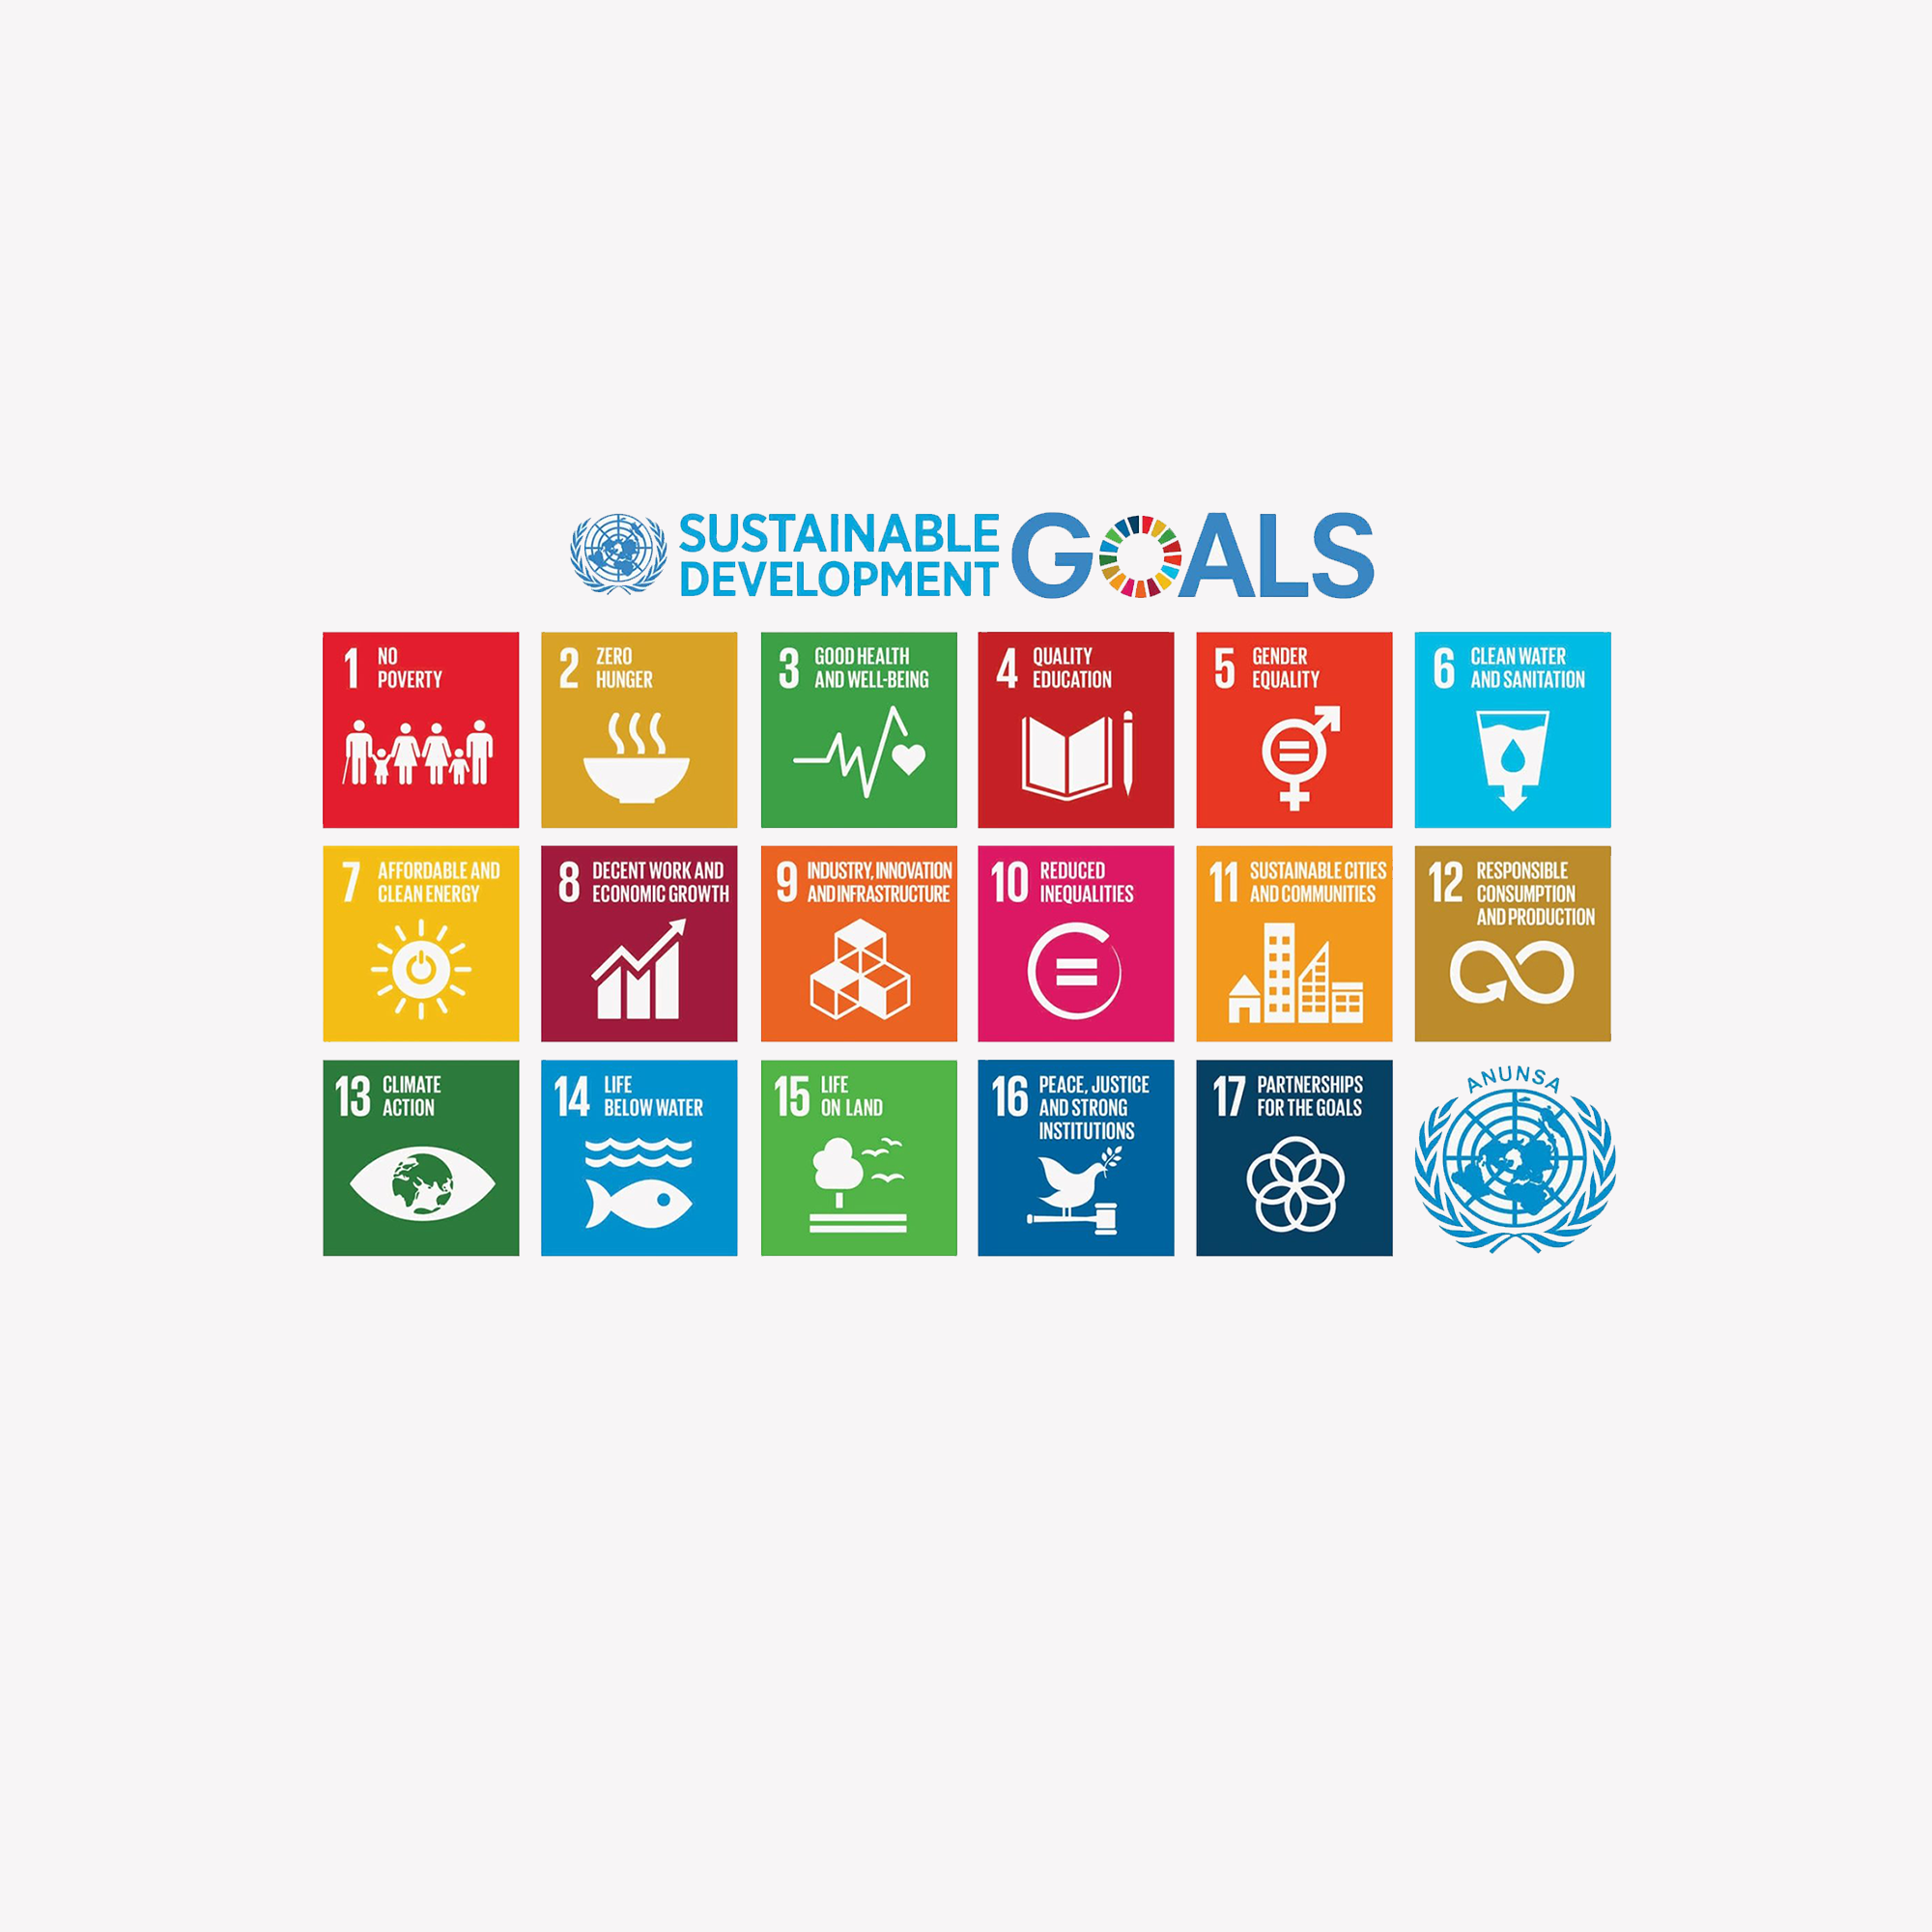 SUSTAINABLE
DEVELOPMENT
GOALS
1 NO
POVERTY
2 ZERO
HUNGER
3 GOOD HEALTH
AND WELL-BEING
4 QUALITY
EDUCATION
5 GENDER
EQUALITY
6 CLEAN WATER
AND SANITATION
7 AFFORDABLE AND
CLEAN ENERGY
8 DECENT WORK AND
ECONOMIC GROWTH
9 INDUSTRY, INNOVATION
AND INFRASTRUCTURE
10 REDUCED
INEQUALITIES
11 SUSTAINABLE CITIES
AND COMMUNITIES
12 RESPONSIBLE
CONSUMPTION
AND PRODUCTION
13 CLIMATE
ACTION
14 LIFE
BELOW WATER
15 LIFE
ON LAND
16 PEACE, JUSTICE
AND STRONG
INSTITUTIONS
17 PARTNERSHIPS
FOR THE GOALS
ANUNSA